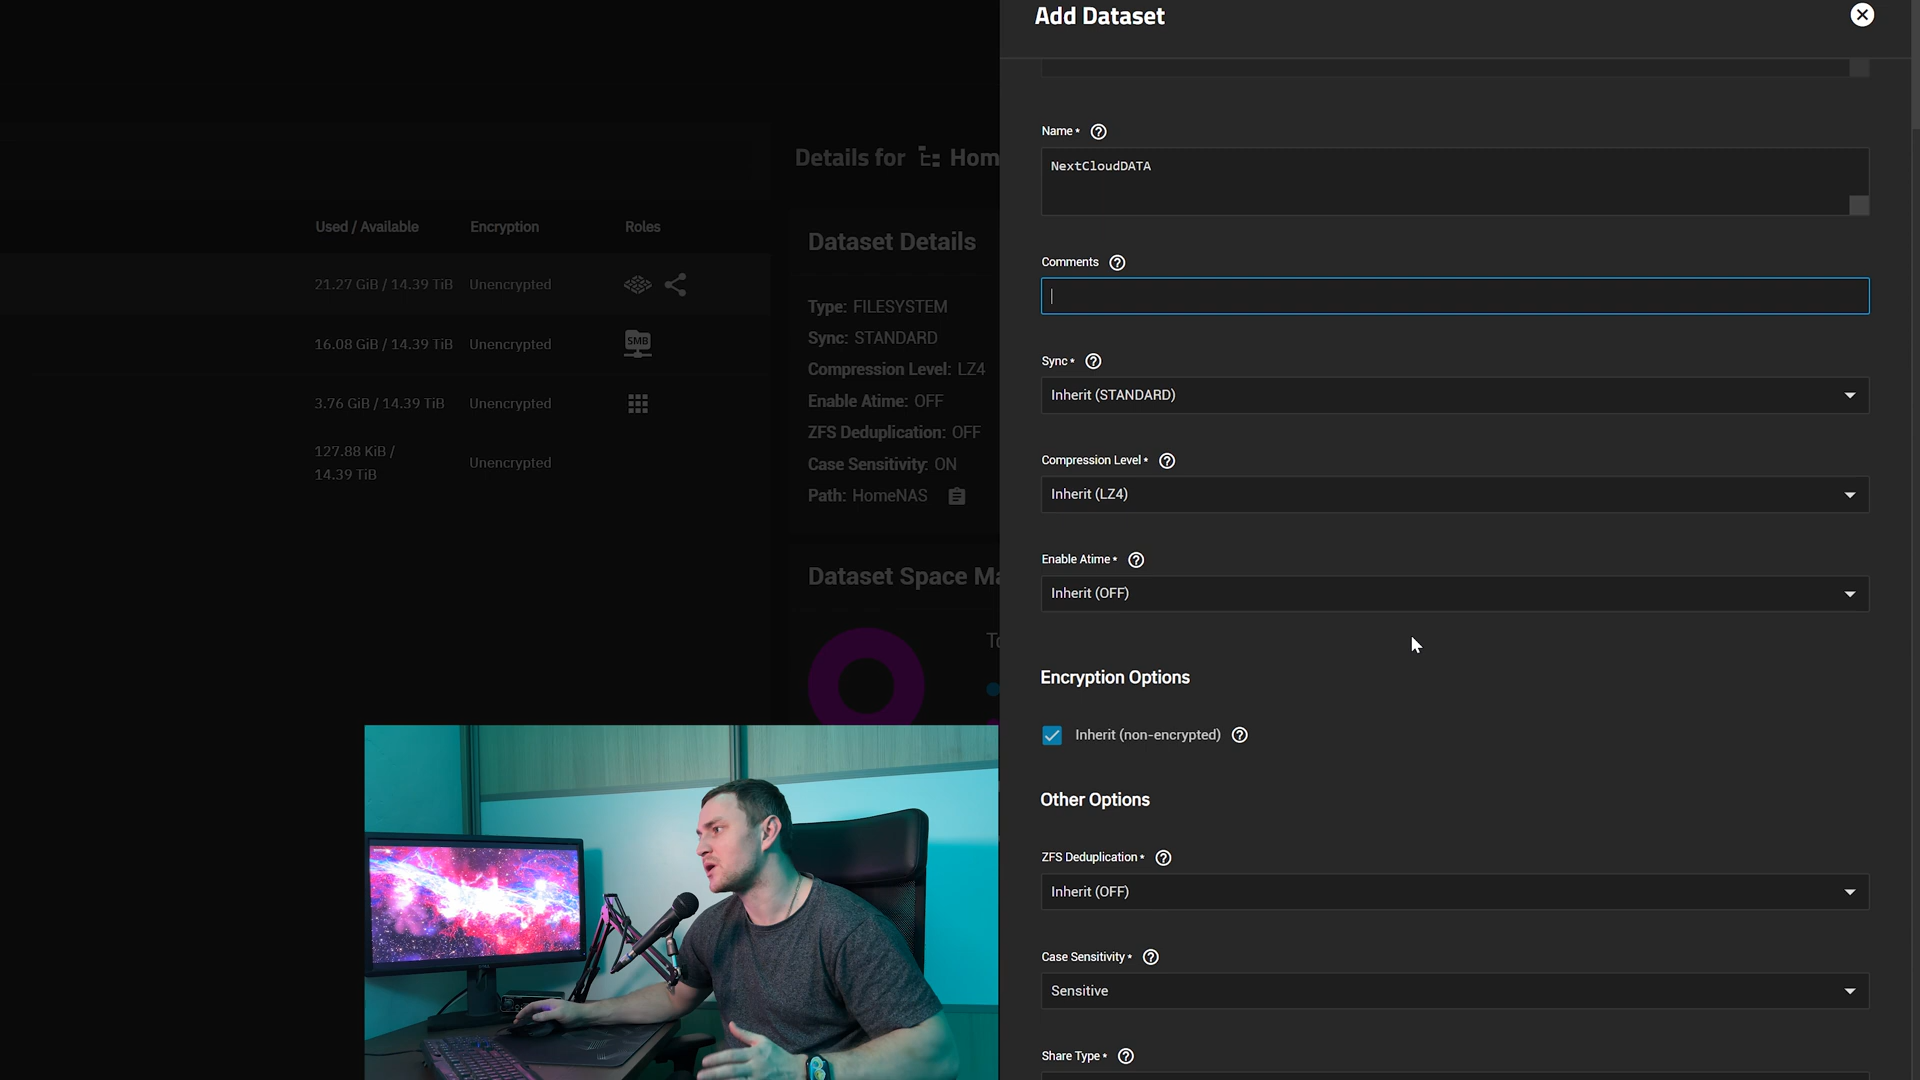 Add Dataset
Name *
NextCloudDATA
Comments
Sync *
Inherit (STANDARD)
Compression Level *
Inherit (LZ4)
Enable Atime *
Inherit (OFF)
Encryption Options
Inherit (non-encrypted)
Other Options
ZFS Deduplication *
Inherit (OFF)
Case Sensitivity *
Sensitive
Share Type *
Details for Hom
Used / Available Encryption Roles
21.27 GiB / 14.39 TiB Unencrypted
16.08 GiB / 14.39 TiB Unencrypted SMB
3.76 GiB / 14.39 TiB Unencrypted
127.88 KiB /
14.39 TiB Unencrypted
Dataset Details
Type: FILESYSTEM
Sync: STANDARD
Compression Level: LZ4
Enable Atime: OFF
ZFS Deduplication: OFF
Case Sensitivity: ON
Path: HomeNAS
Dataset Space Ma
To